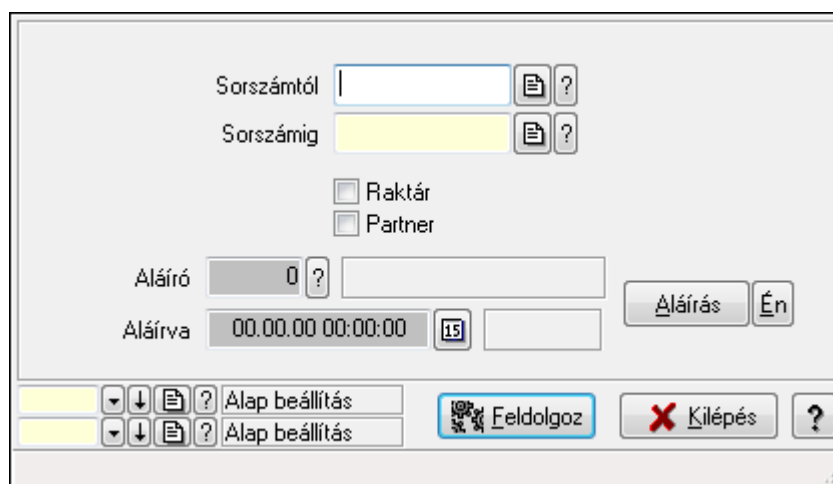 Sorszámtól ?
Sorszámig ?
Raktár
Partner
Aláíró 0 ?
Aláírás Én
Aláírva 00.00.00 00:00:00 15
? Alap beállítás
? Alap beállítás
Feldolgoz Kilépés ?